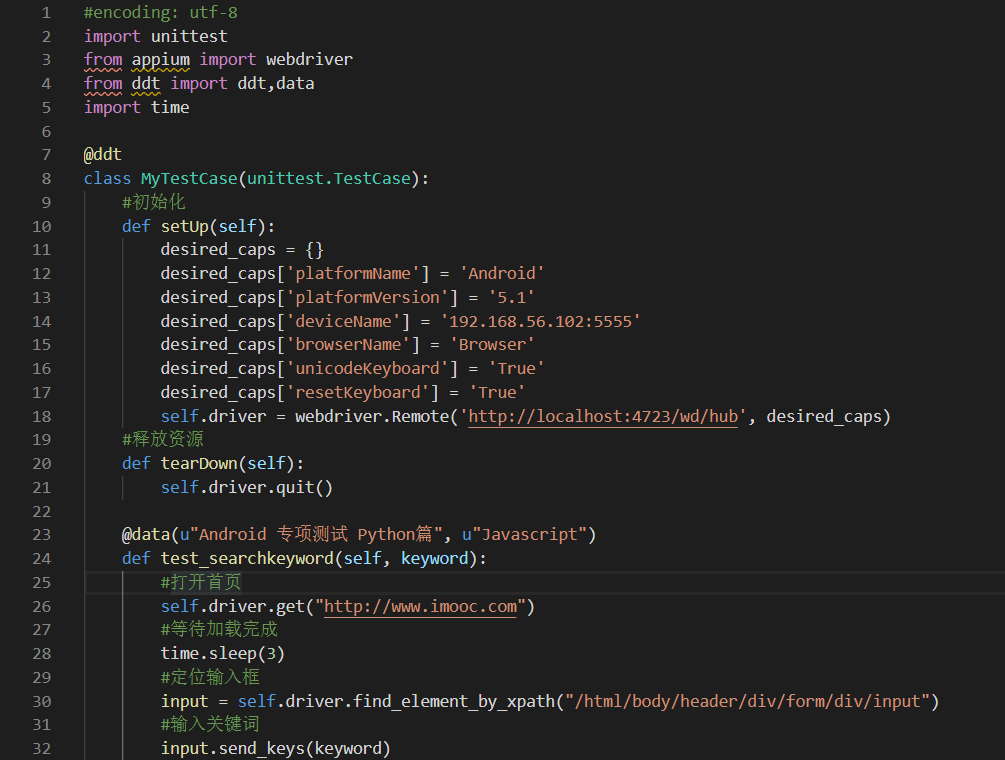 1 #encoding: utf-8
2 import unittest
3 from appium import webdriver
4 from ddt import ddt,data
5 import time
6
7 @ddt
8 class MyTestCase(unittest.TestCase):
9 #初始化
10 def setUp(self):
11 desired_caps = {}
12 desired_caps['platformName'] = 'Android'
13 desired_caps['platformVersion'] = '5.1'
14 desired_caps['deviceName'] = '192.168.56.102:5555'
15 desired_caps['browserName'] = 'Browser'
16 desired_caps['unicodeKeyboard'] = 'True'
17 desired_caps['resetKeyboard'] = 'True'
18 self.driver = webdriver.Remote('http://localhost:4723/wd/hub', desired_caps)
19 #释放资源
20 def tearDown(self):
21 self.driver.quit()
22
23 @data(u"Android 专项测试 Python篇", u"Javascript")
24 def test_searchkeyword(self, keyword):
25 #打开首页
26 self.driver.get("http://www.imooc.com")
27 #等待加载完成
28 time.sleep(3)
29 #定位输入框
30 input = self.driver.find_element_by_xpath("/html/body/header/div/form/div/input")
31 #输入关键词
32 input.send_keys(keyword)